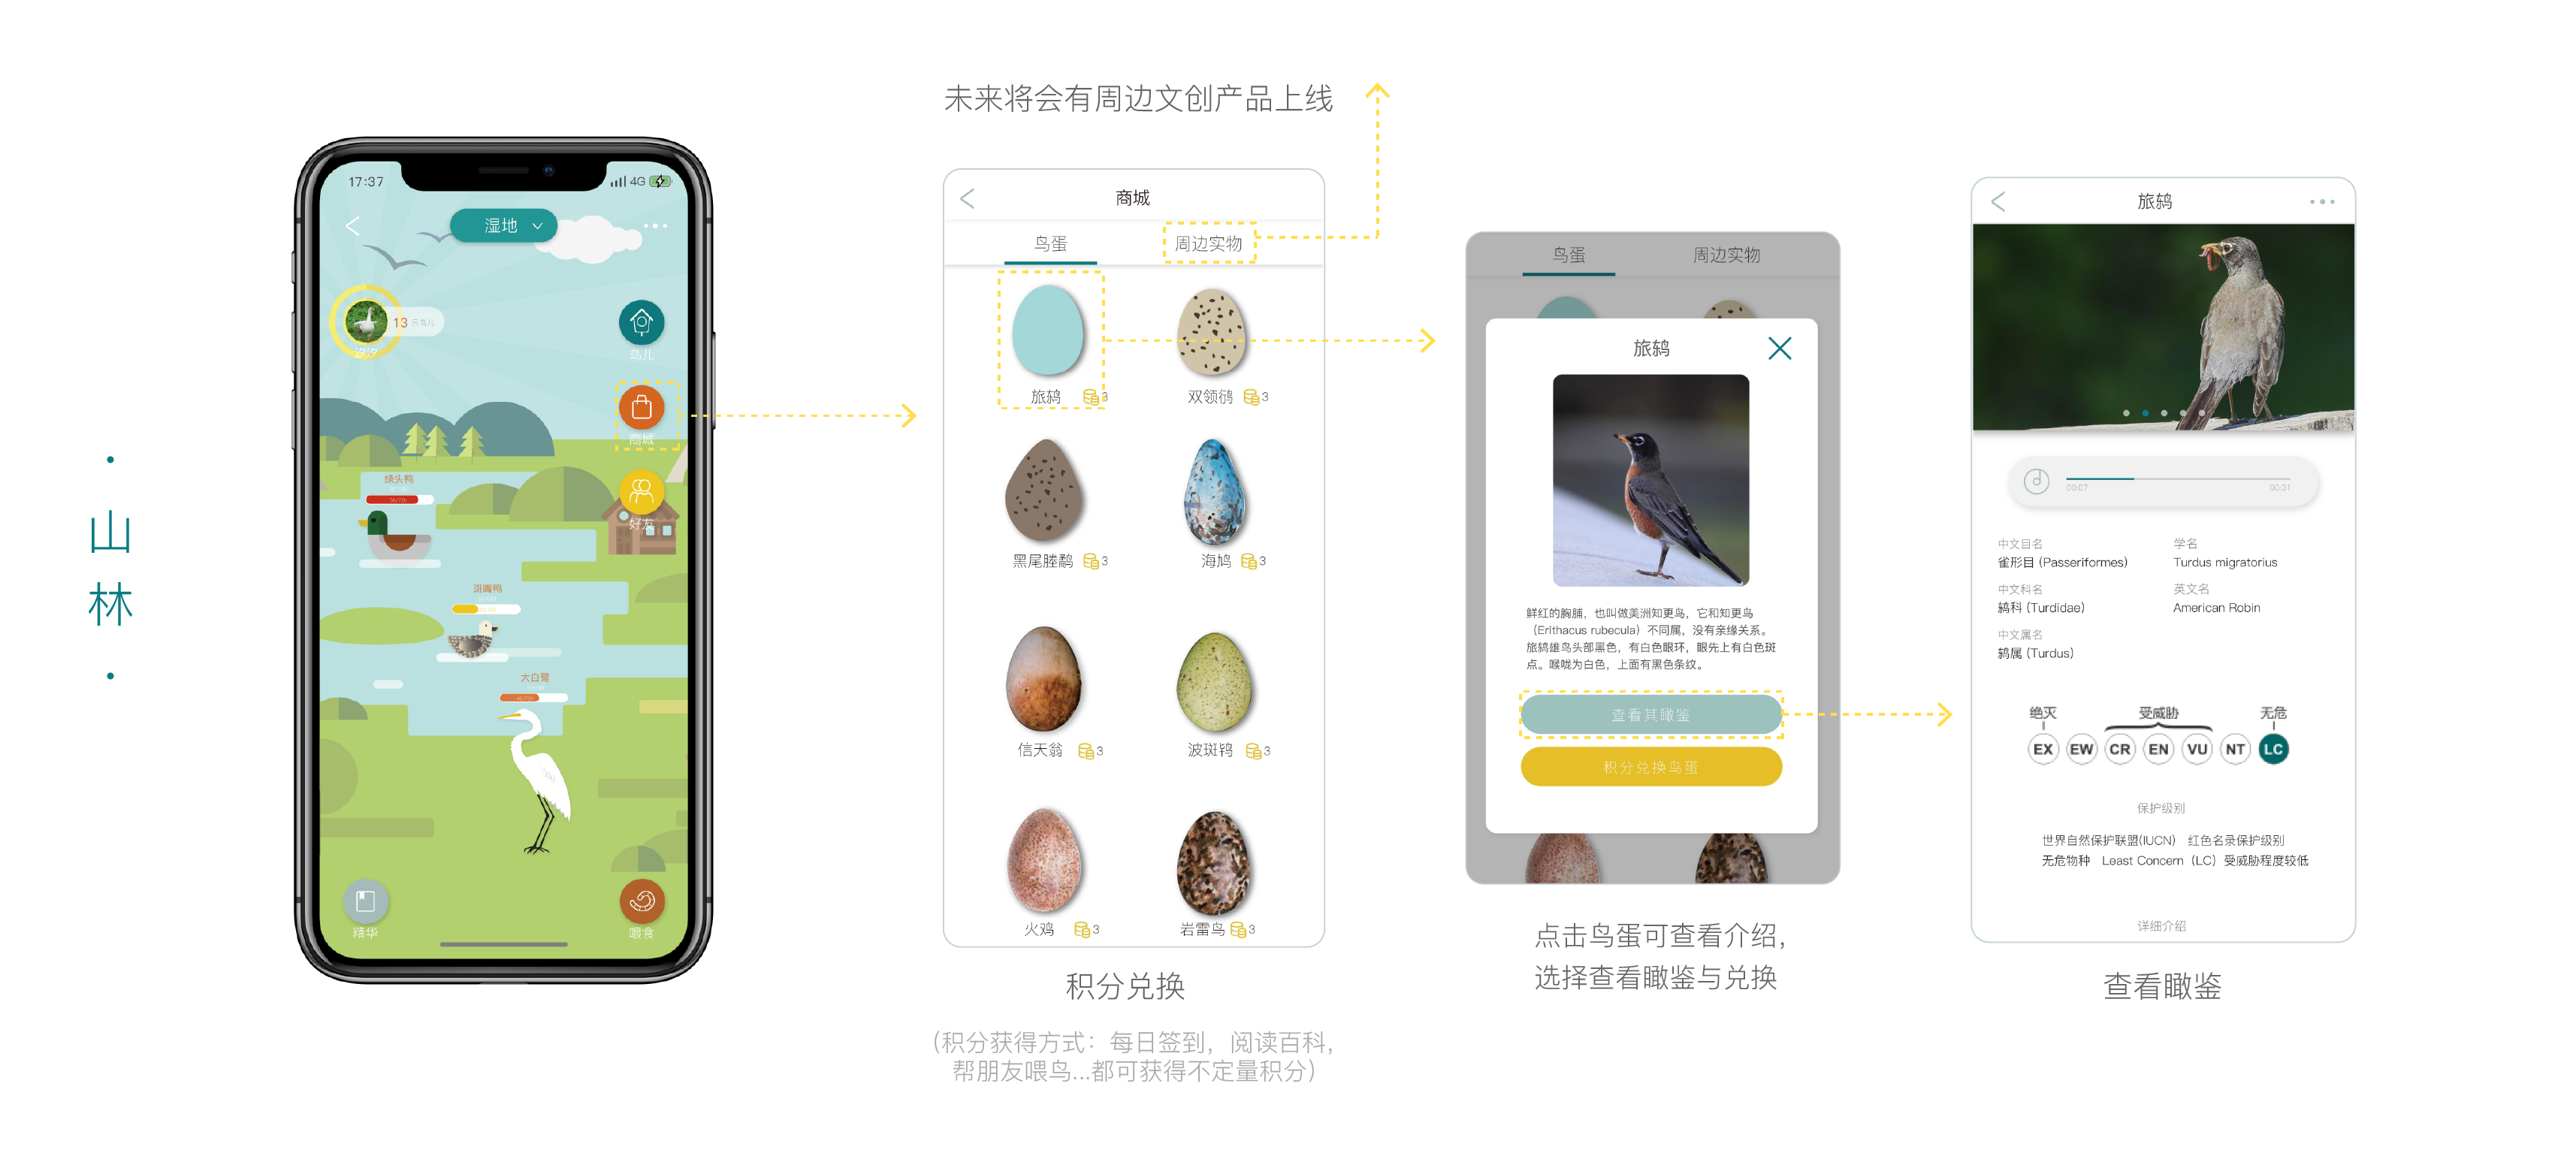 ·
山
林
·
17:37
4G
湿地
13 只鸟儿
汐汐
鸟儿
商城
好友
绿头鸭
斑嘴鸭
大白鹭
精华
喂食
未来将会有周边文创产品上线
商城
鸟蛋 周边实物
旅鸫 3 双领鸻 3
黑尾塍鹬 3 海鸠 3
信天翁 3 波斑鸨 3
火鸡 3 岩雷鸟 3
积分兑换
(积分获得方式：每日签到，阅读百科，
帮朋友喂鸟...都可获得不定量积分)
鸟蛋 周边实物
旅鸫
鲜红的胸脯，也叫做美洲知更鸟，它和知更鸟
（Erithacus rubecula）不同属，没有亲缘关系。
旅鸫雄鸟头部黑色，有白色眼环，眼先上有白色斑
点。喉咙为白色，上面有黑色条纹。
查看其瞰鉴
积分兑换鸟蛋
点击鸟蛋可查看介绍，
选择查看瞰鉴与兑换
旅鸫
00:07 00:31
中文目名 学名
雀形目 (Passeriformes) Turdus migratorius
中文科名 英文名
鸫科 (Turdidae) American Robin
中文属名
鸫属 (Turdus)
绝灭 受威胁 无危
EX EW CR EN VU NT LC
保护级别
世界自然保护联盟(IUCN) 红色名录保护级别
无危物种 Least Concern（LC）受威胁程度较低
详细介绍
查看瞰鉴